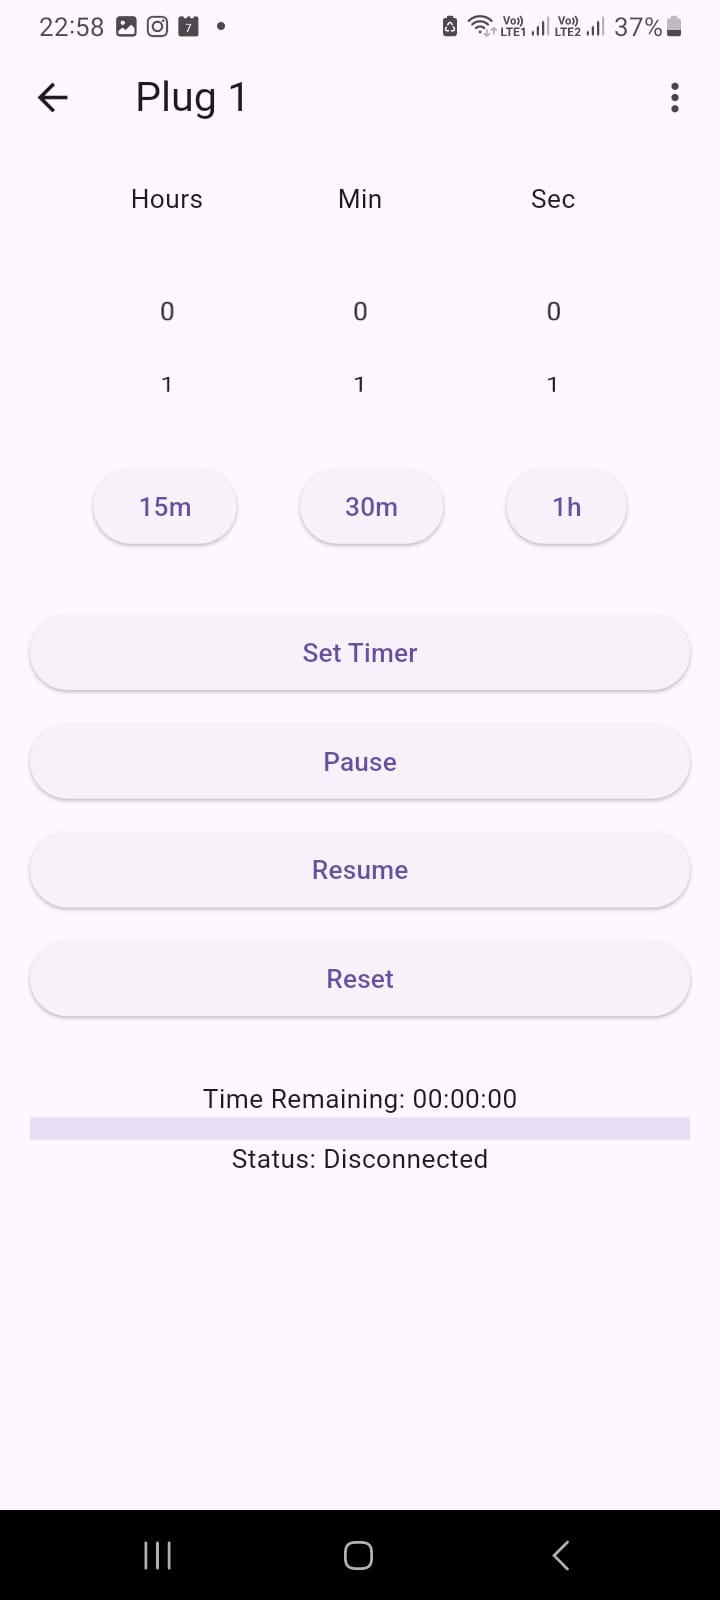 22:58 7 Vo)) LTE1 Vo)) LTE2 37%
Plug 1
Hours Min Sec
0 0 0
1 1 1
15m 30m 1h
Set Timer
Pause
Resume
Reset
Time Remaining: 00:00:00
Status: Disconnected